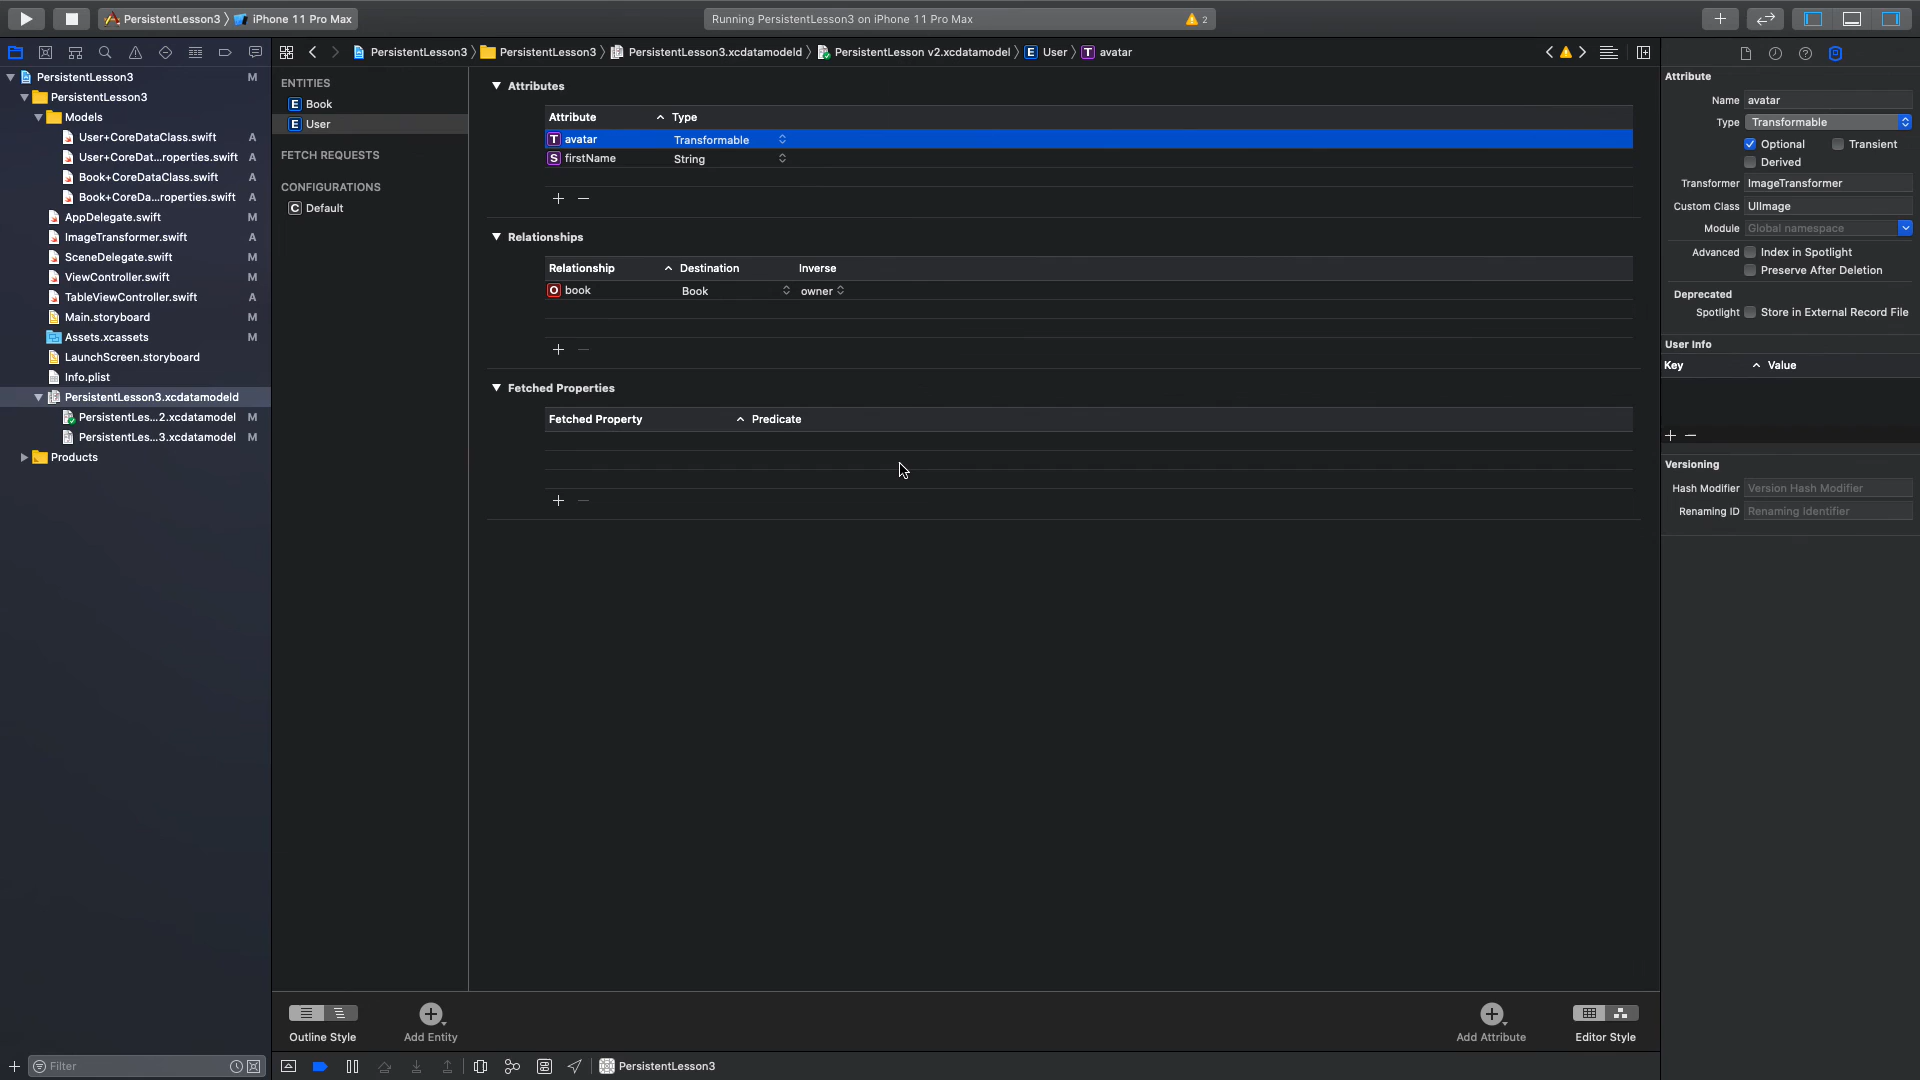 PersistentLesson3 〉 iPhone 11 Pro Max
Running PersistentLesson3 on iPhone 11 Pro Max
2
PersistentLesson3 〉 PersistentLesson3 〉 PersistentLesson3.xcdatamodeld 〉 PersistentLesson v2.xcdatamodel 〉 E User 〉 T avatar
PersistentLesson3 M
PersistentLesson3
Models
User+CoreDataClass.swift A
User+CoreDat...roperties.swift A
Book+CoreDataClass.swift A
Book+CoreDa...roperties.swift A
AppDelegate.swift M
ImageTransformer.swift A
SceneDelegate.swift M
ViewController.swift M
TableViewController.swift A
Main.storyboard M
Assets.xcassets M
LaunchScreen.storyboard
Info.plist
PersistentLesson3.xcdatamodeld
PersistentLes...2.xcdatamodel M
PersistentLes...3.xcdatamodel M
Products
Filter
ENTITIES
E Book
E User
FETCH REQUESTS
CONFIGURATIONS
C Default
Attributes
Attribute Type
T avatar Transformable
S firstName String
Relationships
Relationship Destination Inverse
O book Book owner
Fetched Properties
Fetched Property Predicate
Outline Style
Add Entity
Add Attribute
Editor Style
PersistentLesson3
Attribute
Name avatar
Type Transformable
Optional Transient
Derived
Transformer ImageTransformer
Custom Class UIImage
Module Global namespace
Advanced Index in Spotlight
Preserve After Deletion
Deprecated
Spotlight Store in External Record File
User Info
Key Value
Versioning
Hash Modifier Version Hash Modifier
Renaming ID Renaming Identifier